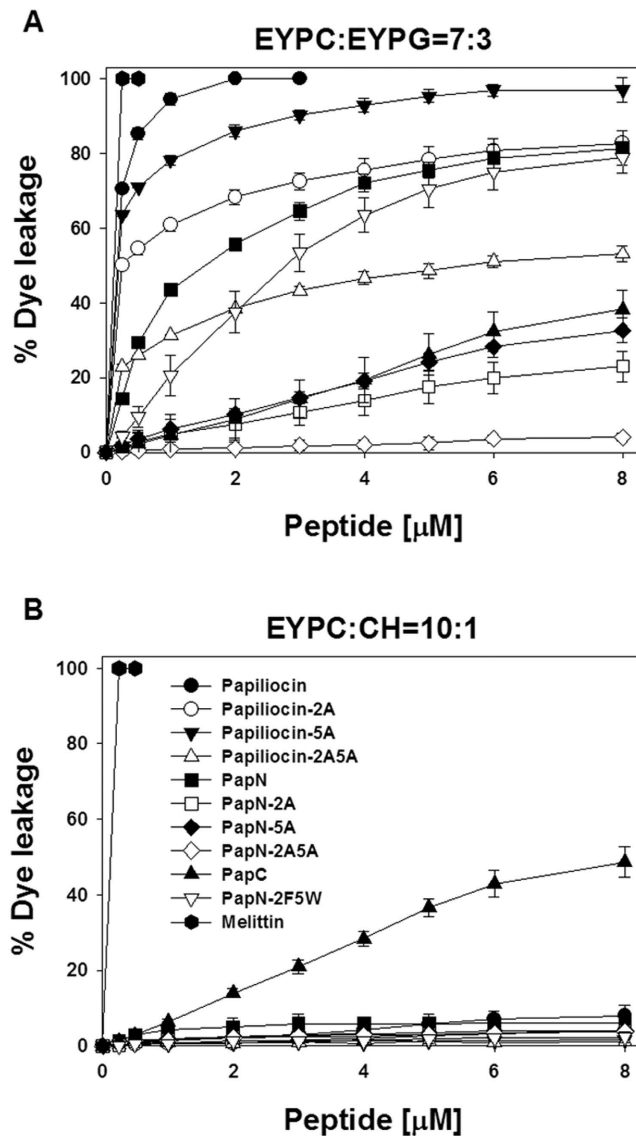 A
EYPC:EYPG=7:3
100
80
60
40
20
0
% Dye leakage
0 2 4 6 8
Peptide [µM]
B
EYPC:CH=10:1
100
80
60
40
20
0
% Dye leakage
Papiliocin
Papiliocin-2A
Papiliocin-5A
Papiliocin-2A5A
PapN
PapN-2A
PapN-5A
PapN-2A5A
PapC
PapN-2F5W
Melittin
0 2 4 6 8
Peptide [µM]